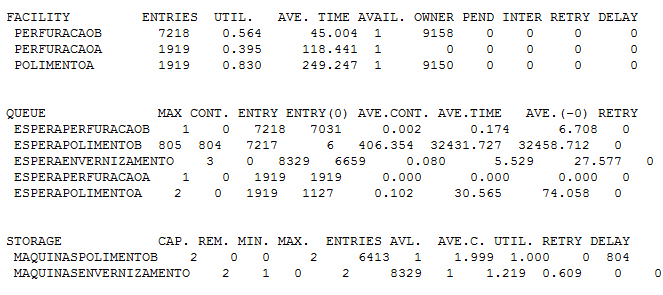 FACILITY ENTRIES UTIL. AVE. TIME AVAIL. OWNER PEND INTER RETRY DELAY
PERFURACAOB 7218 0.564 45.004 1 9158 0 0 0 0
PERFURACAOA 1919 0.395 118.441 1 0 0 0 0 0
POLIMENTOA 1919 0.830 249.247 1 9150 0 0 0 0
QUEUE MAX CONT. ENTRY ENTRY(0) AVE.CONT. AVE.TIME AVE.(-0) RETRY
ESPERAPERFURACAOB 1 0 7218 7031 0.002 0.174 6.708 0
ESPERAPOLIMENTOB 805 804 7217 6 406.354 32431.727 32458.712 0
ESPERAENVERNIZAMENTO 3 0 8329 6659 0.080 5.529 27.577 0
ESPERAPERFURACAOA 1 0 1919 1919 0.000 0.000 0.000 0
ESPERAPOLIMENTOA 2 0 1919 1127 0.102 30.565 74.058 0
STORAGE CAP. REM. MIN. MAX. ENTRIES AVL. AVE.C. UTIL. RETRY DELAY
MAQUINASPOLIMENTOB 2 0 0 2 6413 1 1.999 1.000 0 804
MAQUINASENVERNIZAMENTO 2 1 0 2 8329 1 1.219 0.609 0 0